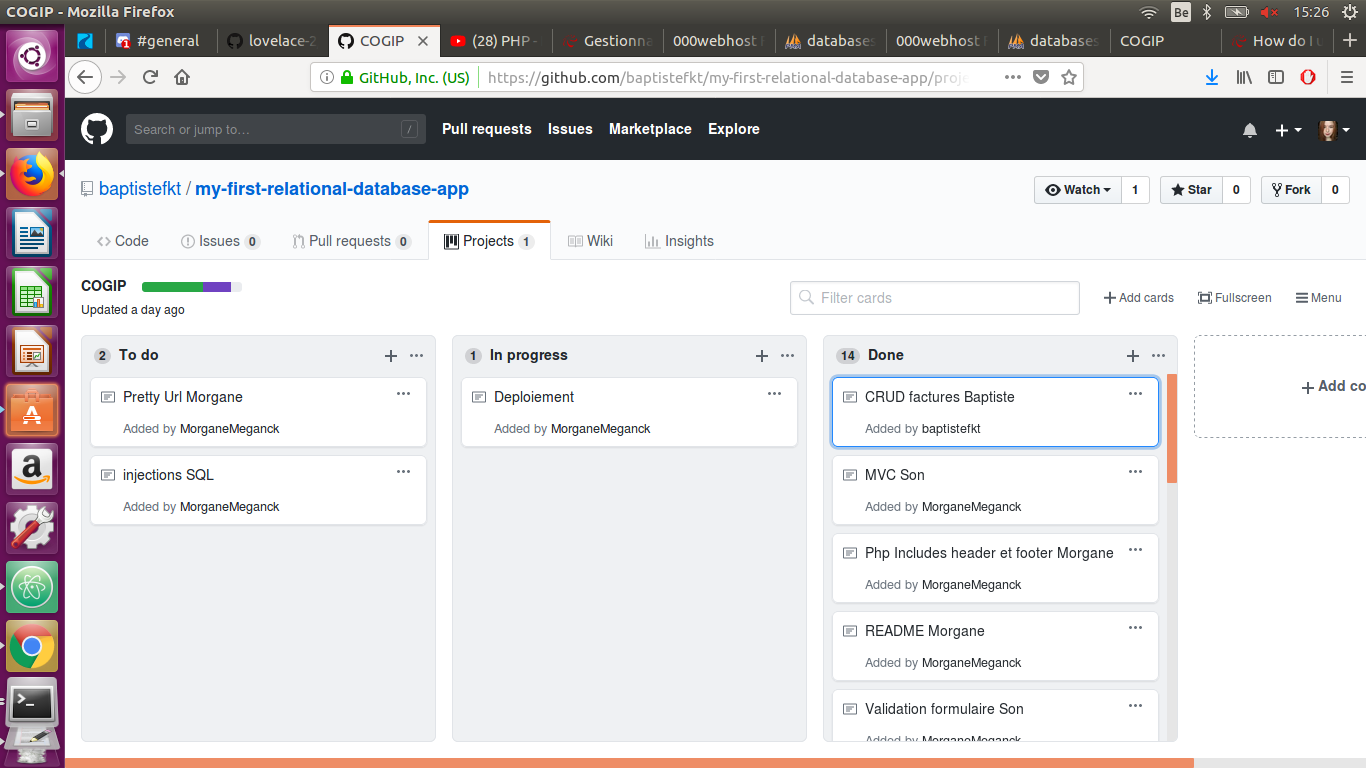 COGIP - Mozilla Firefox
Be
15:26
#general
lovelace-2
COGIP
(28) PHP -
Gestionna
000webhost F
databases
000webhost F
databases
COGIP
How do I u
GitHub, Inc. (US)
https://github.com/baptistefkt/my-first-relational-database-app/proje
Search or jump to…
/
Pull requests
Issues
Marketplace
Explore
baptistefkt / my-first-relational-database-app
Watch 1
Star 0
Fork 0
Code
Issues 0
Pull requests 0
Projects 1
Wiki
Insights
COGIP
Updated a day ago
Filter cards
Add cards
Fullscreen
Menu
2 To do
Pretty Url Morgane
Added by MorganeMeganck
injections SQL
Added by MorganeMeganck
1 In progress
Deploiement
Added by MorganeMeganck
14 Done
CRUD factures Baptiste
Added by baptistefkt
MVC Son
Added by MorganeMeganck
Php Includes header et footer Morgane
Added by MorganeMeganck
README Morgane
Added by MorganeMeganck
Validation formulaire Son
Added by MorganeMeganck
Add co